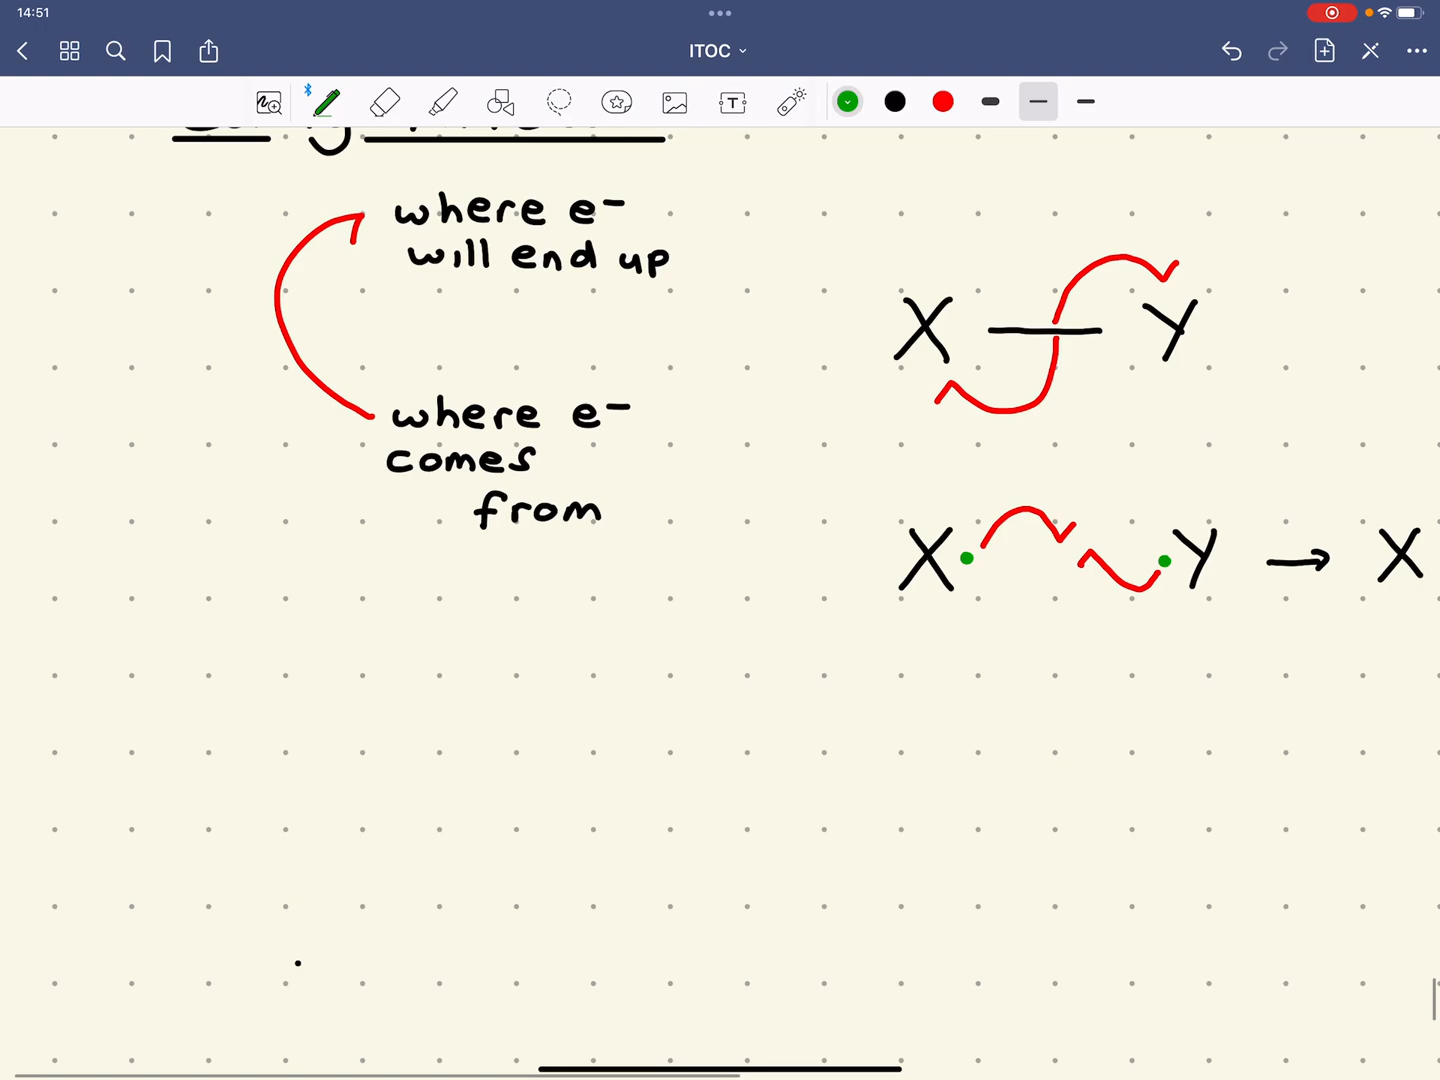 14:51
ITOC
where e-
will end up
where e-
comes
from
X — Y
X• •Y → X